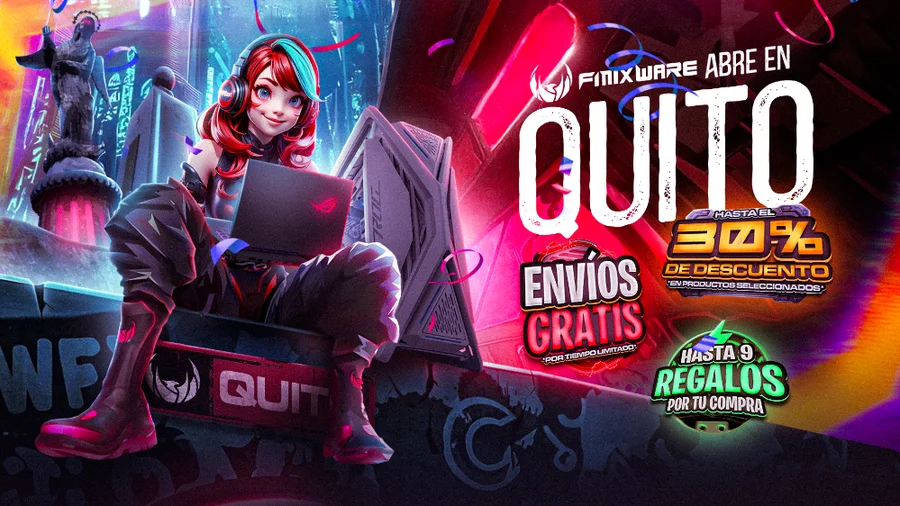 FMIXWARE ABRE EN
QUITO
HASTA EL
30%
DE DESCUENTO
*EN PRODUCTOS SELECCIONADOS*
ENVÍOS
GRATIS
*POR TIEMPO LIMITADO*
HASTA 9
REGALOS
POR TU COMPRA
QUIT
WF